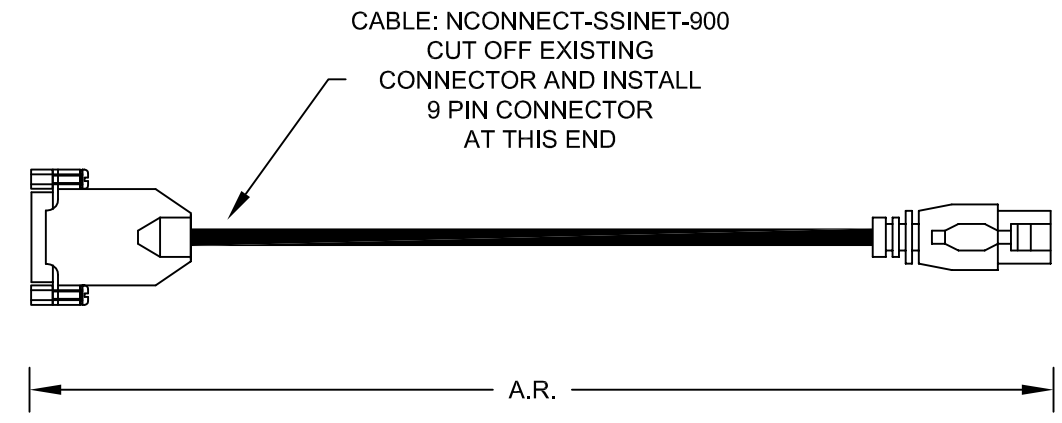 CABLE: NCONNECT-SSINET-900
CUT OFF EXISTING
CONNECTOR AND INSTALL
9 PIN CONNECTOR
AT THIS END
A.R.